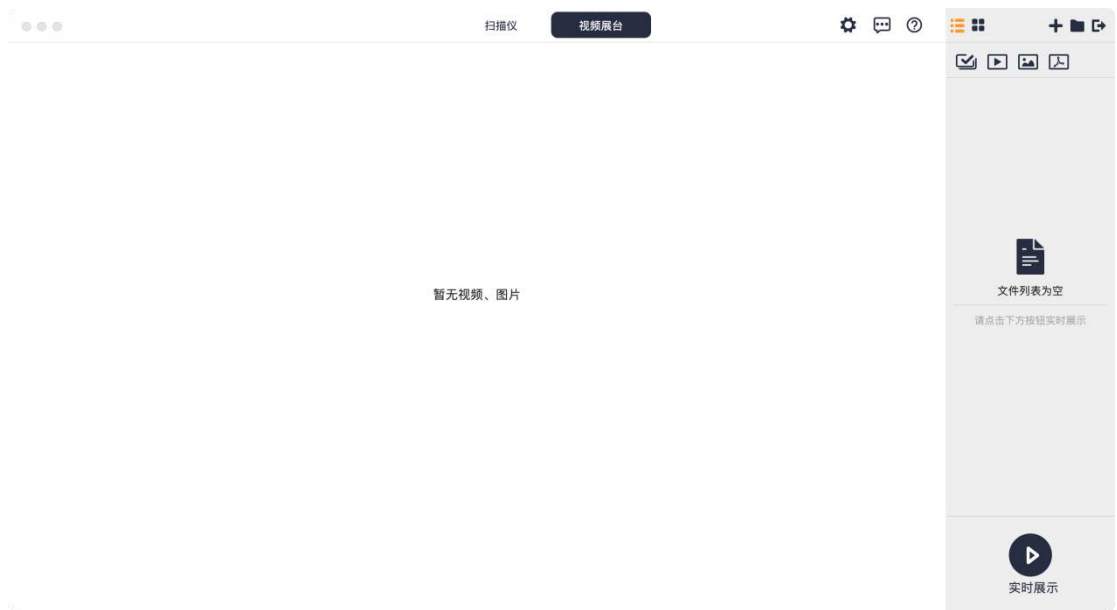 扫描仪
视频展台
暂无视频、图片
文件列表为空
请点击下方按钮实时展示
实时展示